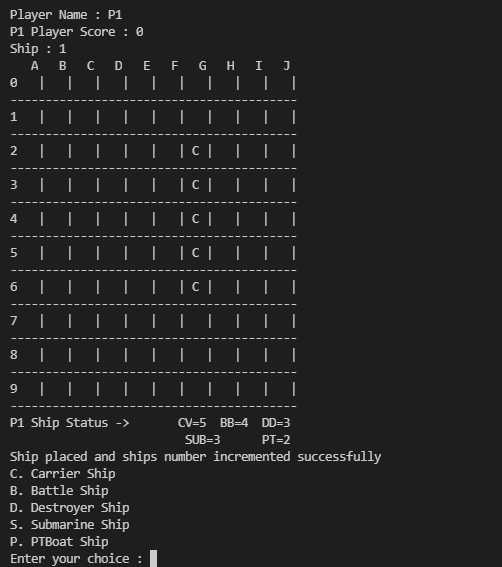 Player Name : P1
P1 Player Score : 0
Ship : 1
   A   B   C   D   E   F   G   H   I   J
0   |   |   |   |   |   |   |   |   |   |
-----------------------------------------
1   |   |   |   |   |   |   |   |   |   |
-----------------------------------------
2   |   |   |   |   |   | C |   |   |   |
-----------------------------------------
3   |   |   |   |   |   | C |   |   |   |
-----------------------------------------
4   |   |   |   |   |   | C |   |   |   |
-----------------------------------------
5   |   |   |   |   |   | C |   |   |   |
-----------------------------------------
6   |   |   |   |   |   | C |   |   |   |
-----------------------------------------
7   |   |   |   |   |   |   |   |   |   |
-----------------------------------------
8   |   |   |   |   |   |   |   |   |   |
-----------------------------------------
9   |   |   |   |   |   |   |   |   |   |
-----------------------------------------
P1 Ship Status ->       CV=5  BB=4  DD=3
                         SUB=3      PT=2
Ship placed and ships number incremented successfully
C. Carrier Ship
B. Battle Ship
D. Destroyer Ship
S. Submarine Ship
P. PTBoat Ship
Enter your choice :